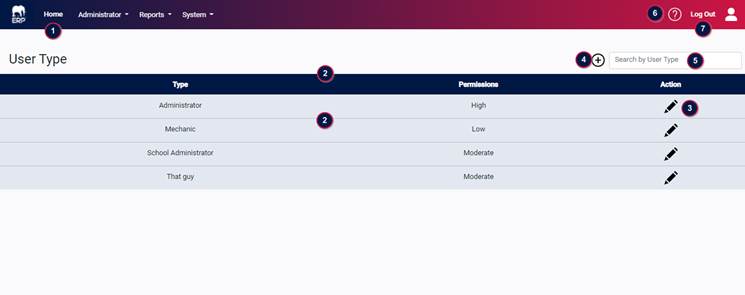 ERP Home Administrator Reports System 6 ? Log Out
1 7
User Type 4 + Search by User Type 5
2
Type Permissions Action
Administrator High 3
2
Mechanic Low
School Administrator Moderate
That guy Moderate